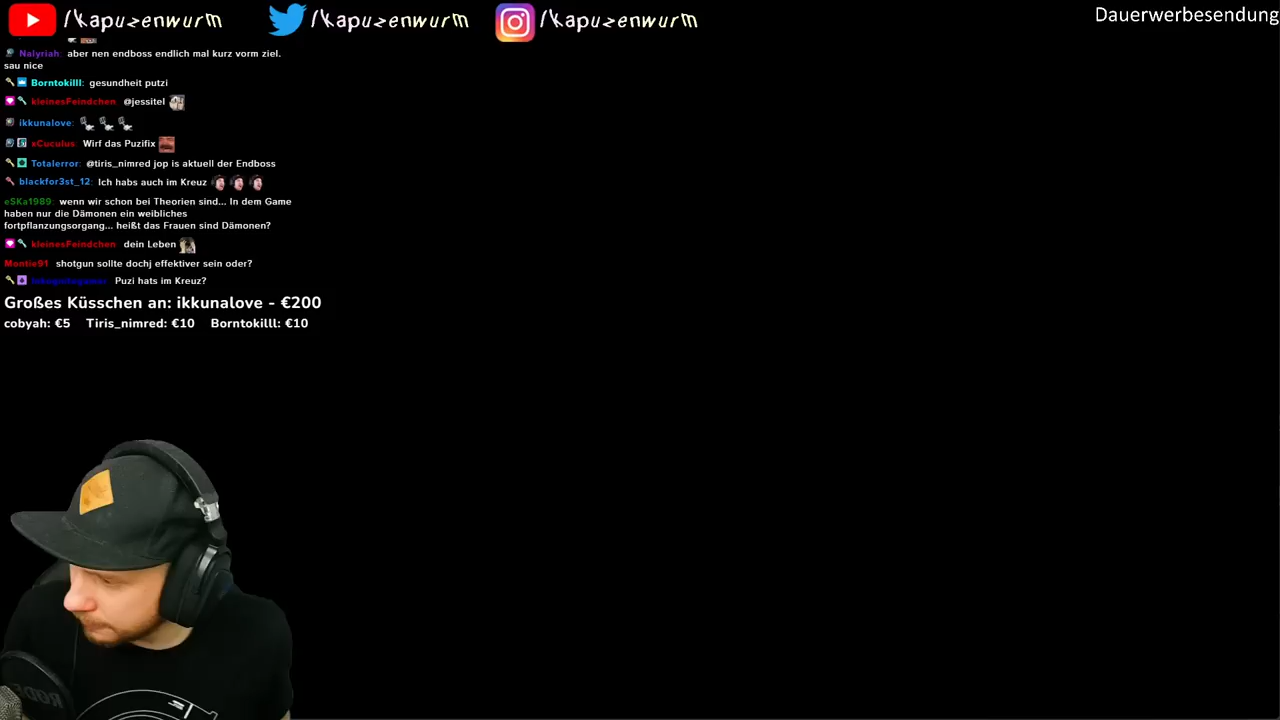 /kapuzenwurm
/kapuzenwurm
/kapuzenwurm
Dauerwerbesendung
Nalyriah: aber nen endboss endlich mal kurz vorm ziel.
sau nice
Borntokilll: gesundheit putzi
kleinesFeindchen @jessitel
ikkunalove:
xCuculus Wirf das Puzifix
Totalerror: @tiris_nimred jop is aktuell der Endboss
blackfor3st_12: Ich habs auch im Kreuz
eSKa1989: wenn wir schon bei Theorien sind... In dem Game
haben nur die Dämonen ein weibliches
fortpflanzungsorgang... heißt das Frauen sind Dämonen?
kleinesFeindchen dein Leben
Montie91 shotgun sollte dochj effektiver sein oder?
Puzi hats im Kreuz?
Großes Küsschen an: ikkunalove - €200
cobyah: €5 Tiris_nimred: €10 Borntokilll: €10
RODE